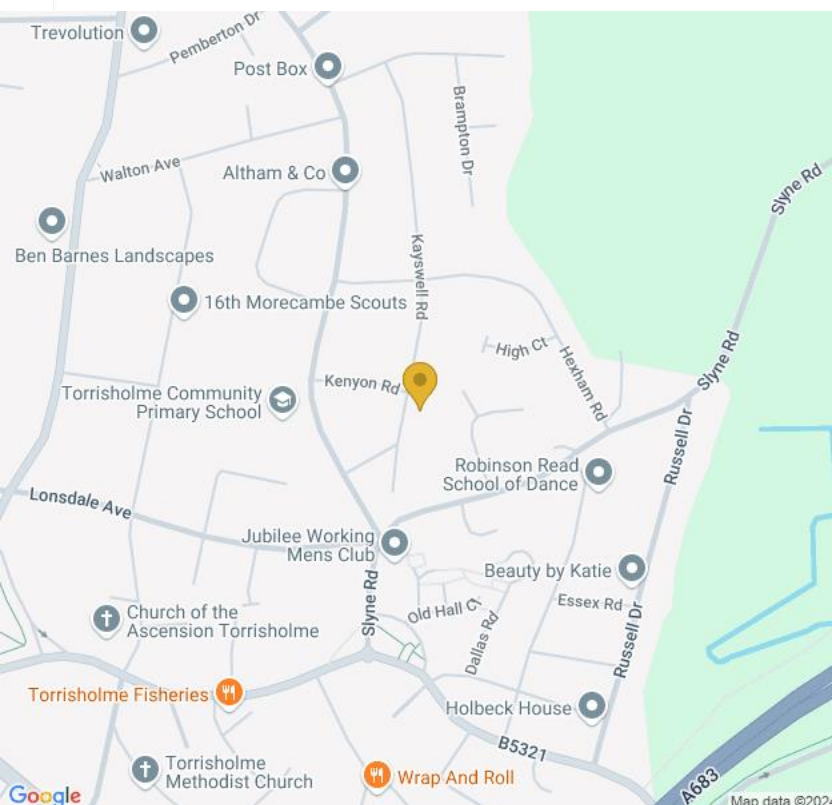 Trevolution
Pemberton Dr
Post Box
Brampton Dr
Walton Ave
Altham & Co
Slyne Rd
Ben Barnes Landscapes
Kayswell Rd
16th Morecambe Scouts
High Ct
Hexham Rd
Slyne Rd
Kenyon Rd
Torrisholme Community
Primary School
Russell Dr
Robinson Read
School of Dance
Lonsdale Ave
Jubilee Working
Mens Club
Beauty by Katie
Slyne Rd
Old Hall Ct
Essex Rd
Dallas Rd
Russell Dr
Church of the
Ascension Torrisholme
Torrisholme Fisheries
Holbeck House
B5321
Torrisholme
Methodist Church
Wrap And Roll
A683
Google
Map data ©2024